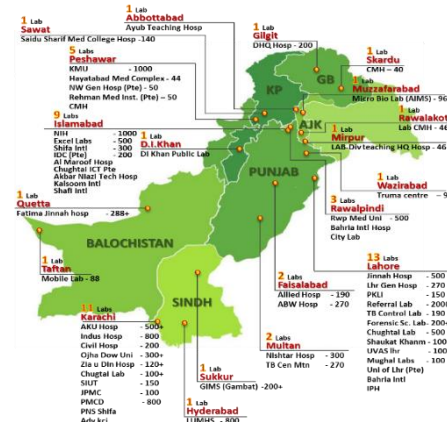 1 Lab
Abbottabad
Ayub Teaching Hosp
1 Lab
Sawat
Saidu Sharif Med College Hosp -140
5 Labs
Peshawar
KMU - 1000
Hayatabad Med Complex - 44
NW Gen Hosp (Pte) - 50
Rehman Med Inst. (Pte) - 50
CMH
9 Labs
Islamabad
NIH - 1000
Excel Labs - 500
Shifa Intl - 300
IDC (Pte) - 200
Al Maroof Hosp
Chughtai ICT Pte
Akbar Niazi Tech Hosp
Kalsoom Intl
Shafi Intl
1 Lab
D.I.Khan
DI Khan Public Lab
1 Lab
Quetta
Fatima Jinnah hosp - 288+
1 Lab
Taftan
Mobile Lab - 88
11 Labs
Karachi
AKU Hosp - 500+
Indus Hosp - 800
Civil Hosp - 200
Ojha Dow Uni - 300+
Zia u Din Hosp - 120+
Chugtai Lab - 100+
SIUT - 150
JPMC - 100
PMCD - 800
PNS Shifa
1 Lab
Gilgit
DHQ Hosp - 200
1 Lab
Skardu
CMH - 40
1 Lab
Muzzafarabad
Micro Bio Lab (AIMS) - 96
1 Lab
Rawalakot
Lab CMH - 46
1 Lab
Mirpur
LAB-Div teaching HQ Hosp - 46
1 Lab
Wazirabad
Truma centre - 9
3 Labs
Rawalpindi
Rwp Med Uni - 500
Bahria Intl Hosp
City Lab
13 Labs
Lahore
Jinnah Hosp - 500
Lhr Gen Hosp - 270
PKLI - 150
Referral Lab - 2000
TB Control Lab - 190
Forensic Sc. Lab- 200+
Chughtal Lab - 500
Shaukat Khanm - 100
UVAS lhr - 100
Mughal Labs - 100
Uni of Lhr (Pte)
Bahria Intl
IPH
2 Labs
Faisalabad
Allied Hosp - 190
ABW Hosp - 270
2 Labs
Multan
Nishtar Hosp - 300
TB Cen Mtn - 270
1 Lab
Sukkur
GIMS (Gambat) -200+
1 Lab
Hyderabad
LUMHS - 800
KP
GB
AJK
PUNJAB
BALOCHISTAN
SINDH